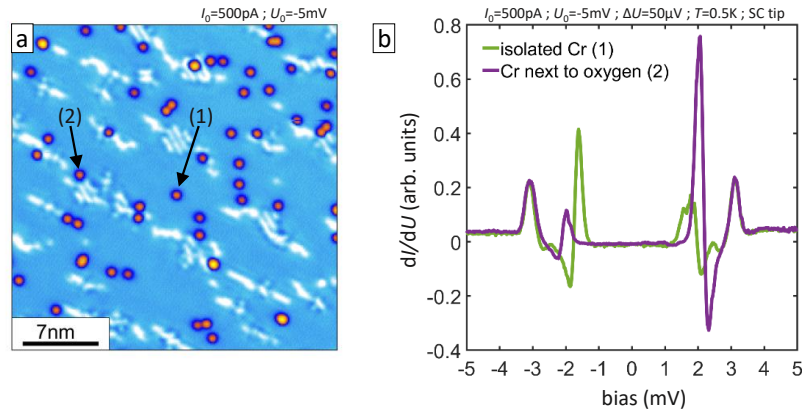 I₀=500pA ; U₀=-5mV
a
(2)
(1)
7nm
I₀=500pA ; U₀=-5mV ; ΔU=50µV ; T=0.5K ; SC tip
b
isolated Cr (1)
Cr next to oxygen (2)
dI/dU (arb. units)
0.8
0.6
0.4
0.2
0
-0.2
-0.4
-5 -4 -3 -2 -1 0 1 2 3 4 5
bias (mV)